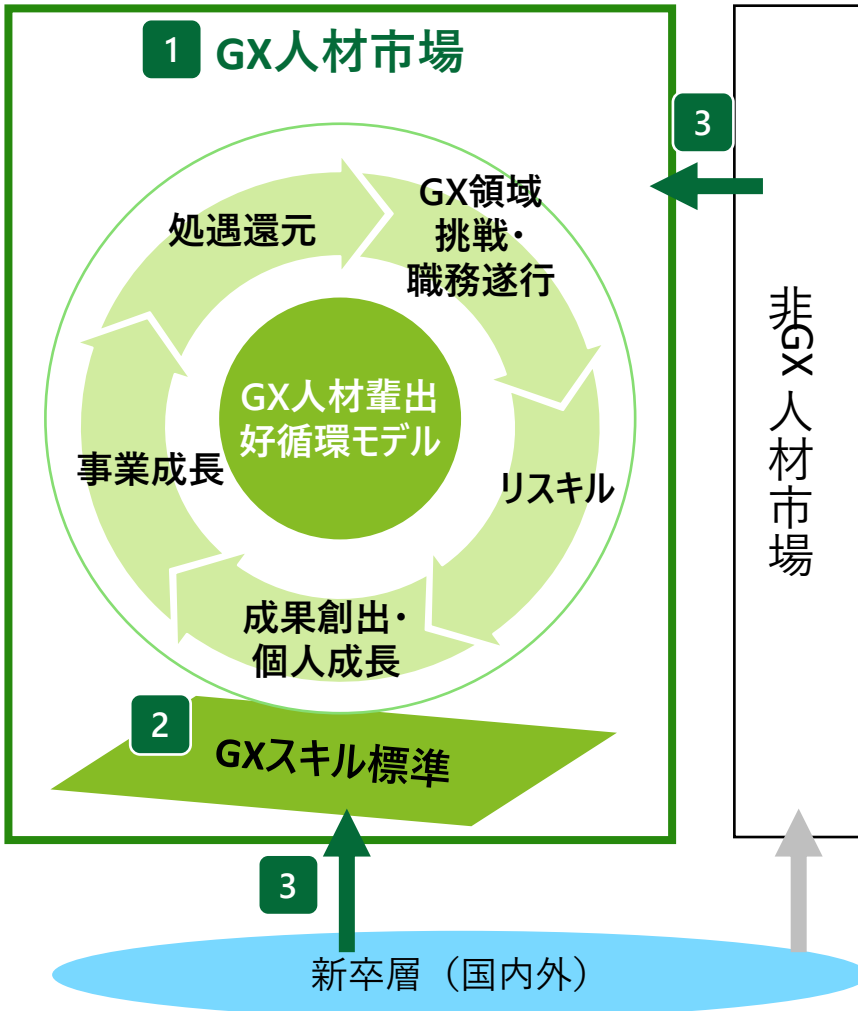 1 GX人材市場
3
処遇還元
GX領域
挑戦・
職務遂行
GX人材輩出
好循環モデル
事業成長
リスキル
成果創出・
個人成長
2
GXスキル標準
3
非GX人材市場
新卒層（国内外）